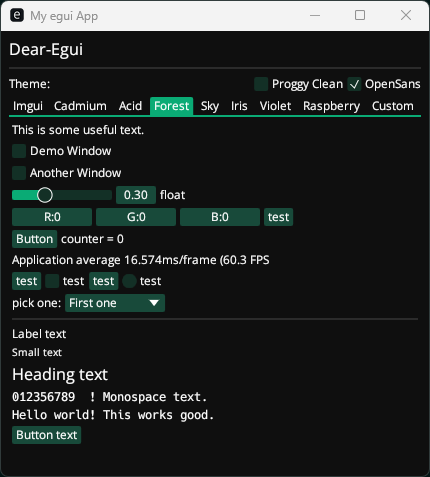 e My egui App
Dear-Egui
Theme: Proggy Clean OpenSans
Imgui Cadmium Acid Forest Sky Iris Violet Raspberry Custom
This is some useful text.
Demo Window
Another Window
0.30 float
R:0 G:0 B:0 test
Button counter = 0
Application average 16.574ms/frame (60.3 FPS
test test test test
pick one: First one
Label text
Small text
Heading text
012356789 ! Monospace text.
Hello world! This works good.
Button text